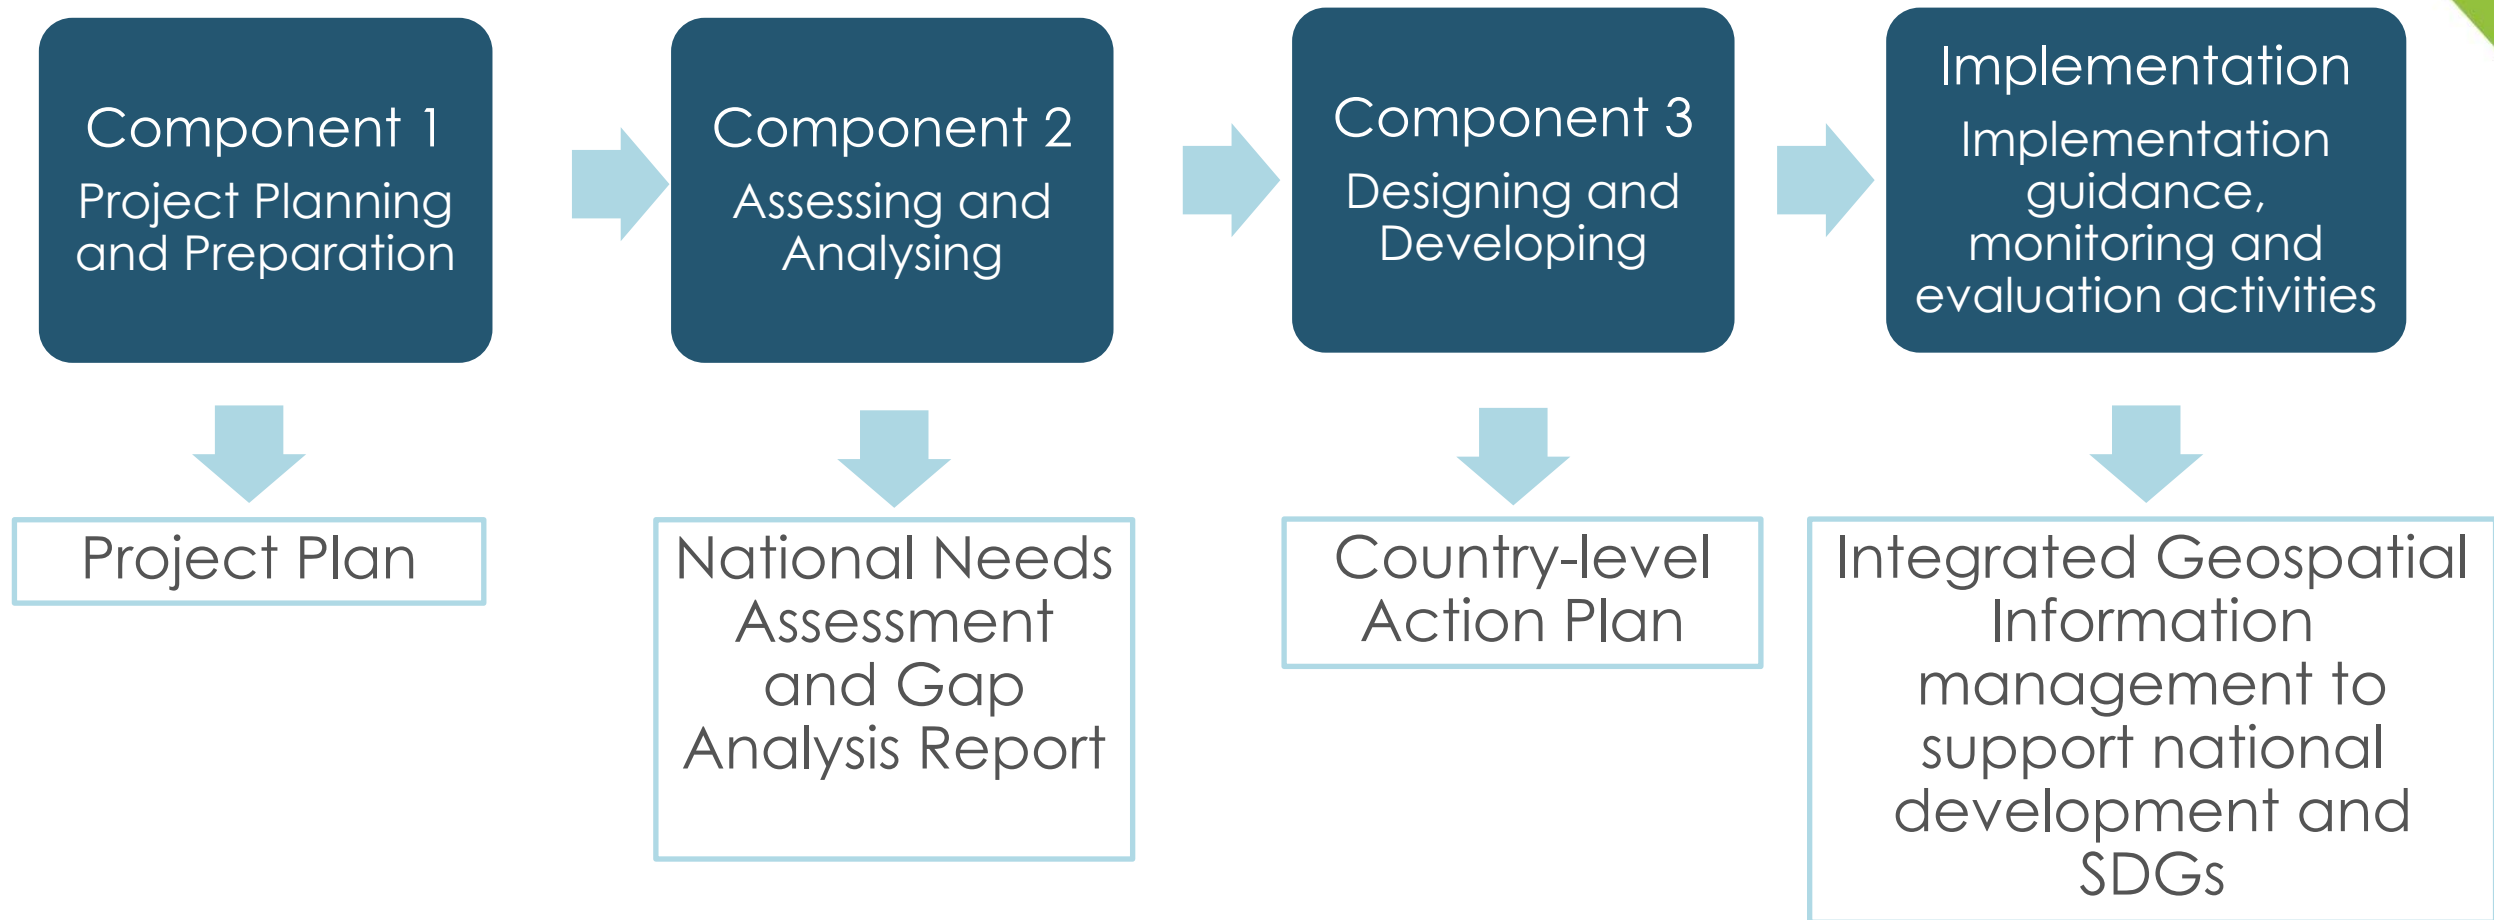 Component 1
Project Planning
and Preparation
Component 2
Assessing and
Analysing
Component 3
Designing and
Developing
Implementation
Implementation
guidance,
monitoring and
evaluation activities
Project Plan
National Needs
Assessment
and Gap
Analysis Report
Country-level
Action Plan
Integrated Geospatial
Information
management to
support national
development and
SDGs